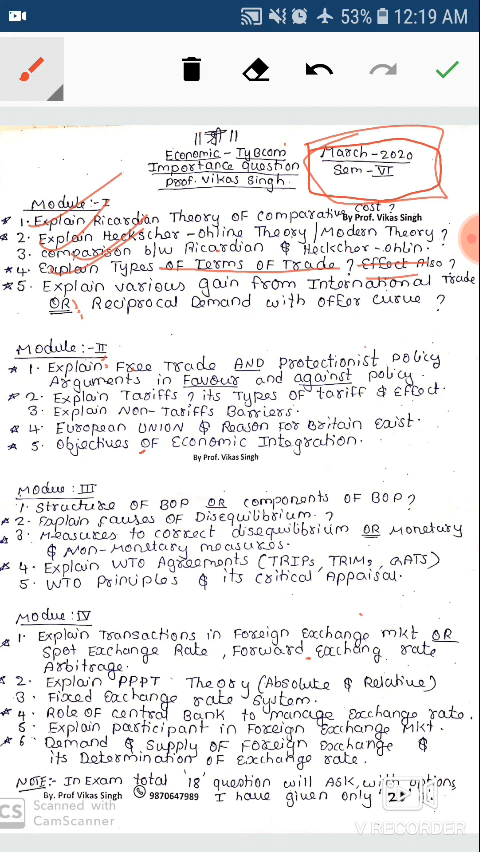 53% 12:19 AM
|| श्री ||
Economic - TyBcom
Importance question
Prof. Vikas Singh.
March-2020
Sem-VI
Module:-I
cost?
By Prof. Vikas Singh
* 1. Explain Ricardian Theory of Comparative
* 2. Explain Heckscher-ohline Theory/Modern Theory?
3. comparison b/w Ricardian & Heckcher-ohlin.
*4. Explain Types of Terms of Trade? Effect Also?
*5. Explain various gain from International Trade
OR Reciprocal Demand with offer curve?
Module:-II
* 1. Explain: Free Trade AND Protectionist policy
Arguments in Favour and against policy.
* 2. Explain Tariffs? its Types of tariff & Effect.
3. Explain Non-Tariffs Barriers.
* 4. European UNION & Reason for Britain Exist.
* 5. Objectives of Economic Integration.
By Prof. Vikas Singh
Modue: III
1. Structure of BOP OR components of BOP?
* 2. Explain causes of Disequilibrium.?
* 3. Measures to correct disequilibrium OR Monetary
& Non-Monetary measures.
* 4. Explain WTO Agreements (TRIPs, TRIMs, GATS)
5. WTO Principles & its Critical Appaisal.
Modue: IV
* 1. Explain Transactions in Foreign Exchange mkt OR
Spot Exchange Rate, Forward Exchang rate
Arbitrage.
* 2. Explain PPPT Theory (Absolute & Relative)
3. Fixed Exchange rate System.
* 4. Role of central Bank to manage Exchange rate.
5. Explain participant in Foreign Exchange Mkt.
* 6. Demand & Supply of Foreign Exchange &
its Determination of Exchange rate.
NOTE:- In Exam total '18' question will Ask, with options
By Prof. Vikas Singh 9870647989 I have given only '21'
CS Scanned with
CamScanner
V RECORDER